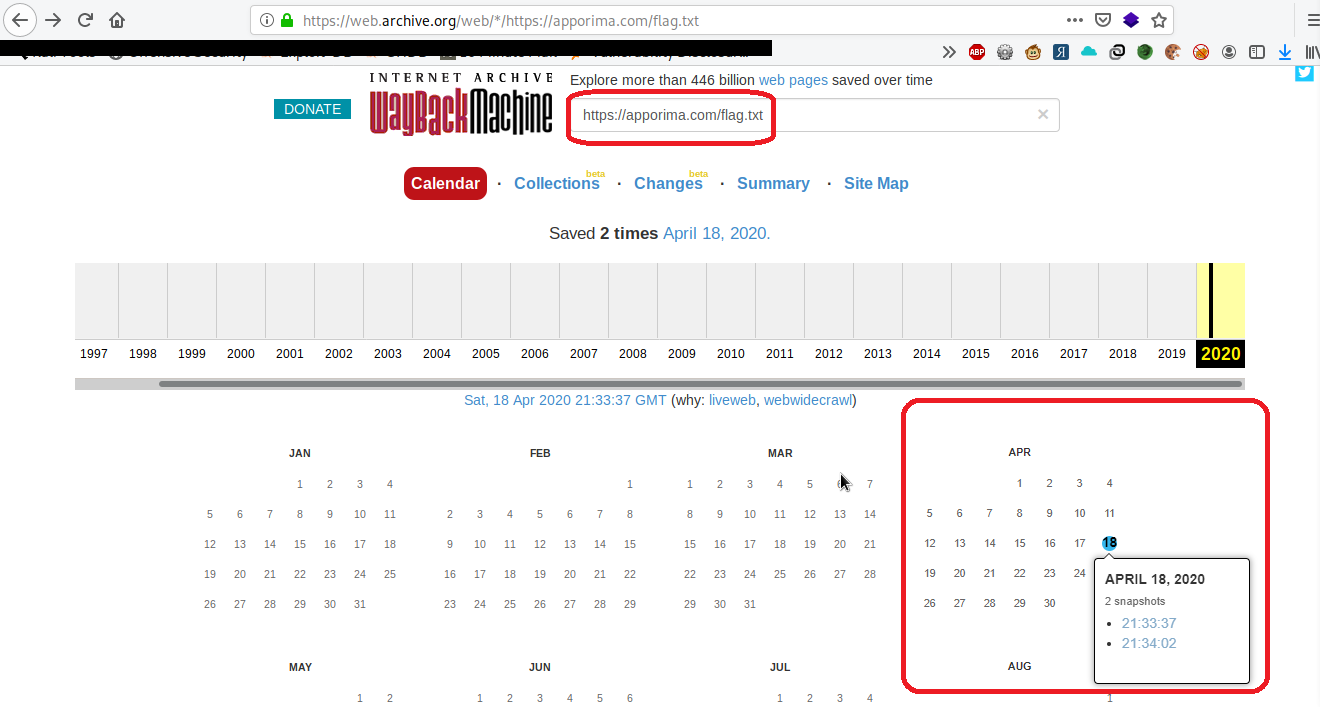 https://web.archive.org/web/*/https://apporima.com/flag.txt
INTERNET ARCHIVE
WayBackMachine
DONATE
Explore more than 446 billion web pages saved over time
https://apporima.com/flag.txt
Calendar · Collections beta · Changes beta · Summary · Site Map
Saved 2 times April 18, 2020.
1997 1998 1999 2000 2001 2002 2003 2004 2005 2006 2007 2008 2009 2010 2011 2012 2013 2014 2015 2016 2017 2018 2019 2020
Sat, 18 Apr 2020 21:33:37 GMT (why: liveweb, webwidecrawl)
JAN
1 2 3 4
5 6 7 8 9 10 11
12 13 14 15 16 17 18
19 20 21 22 23 24 25
26 27 28 29 30 31
FEB
1
2 3 4 5 6 7 8
9 10 11 12 13 14 15
16 17 18 19 20 21 22
23 24 25 26 27 28 29
MAR
1 2 3 4 5 6 7
8 9 10 11 12 13 14
15 16 17 18 19 20 21
22 23 24 25 26 27 28
29 30 31
APR
1 2 3 4
5 6 7 8 9 10 11
12 13 14 15 16 17 18
19 20 21 22 23 24
26 27 28 29 30
APRIL 18, 2020
2 snapshots
21:33:37
21:34:02
MAY
1 2
JUN
1 2 3 4 5 6
JUL
1 2 3 4
AUG
1